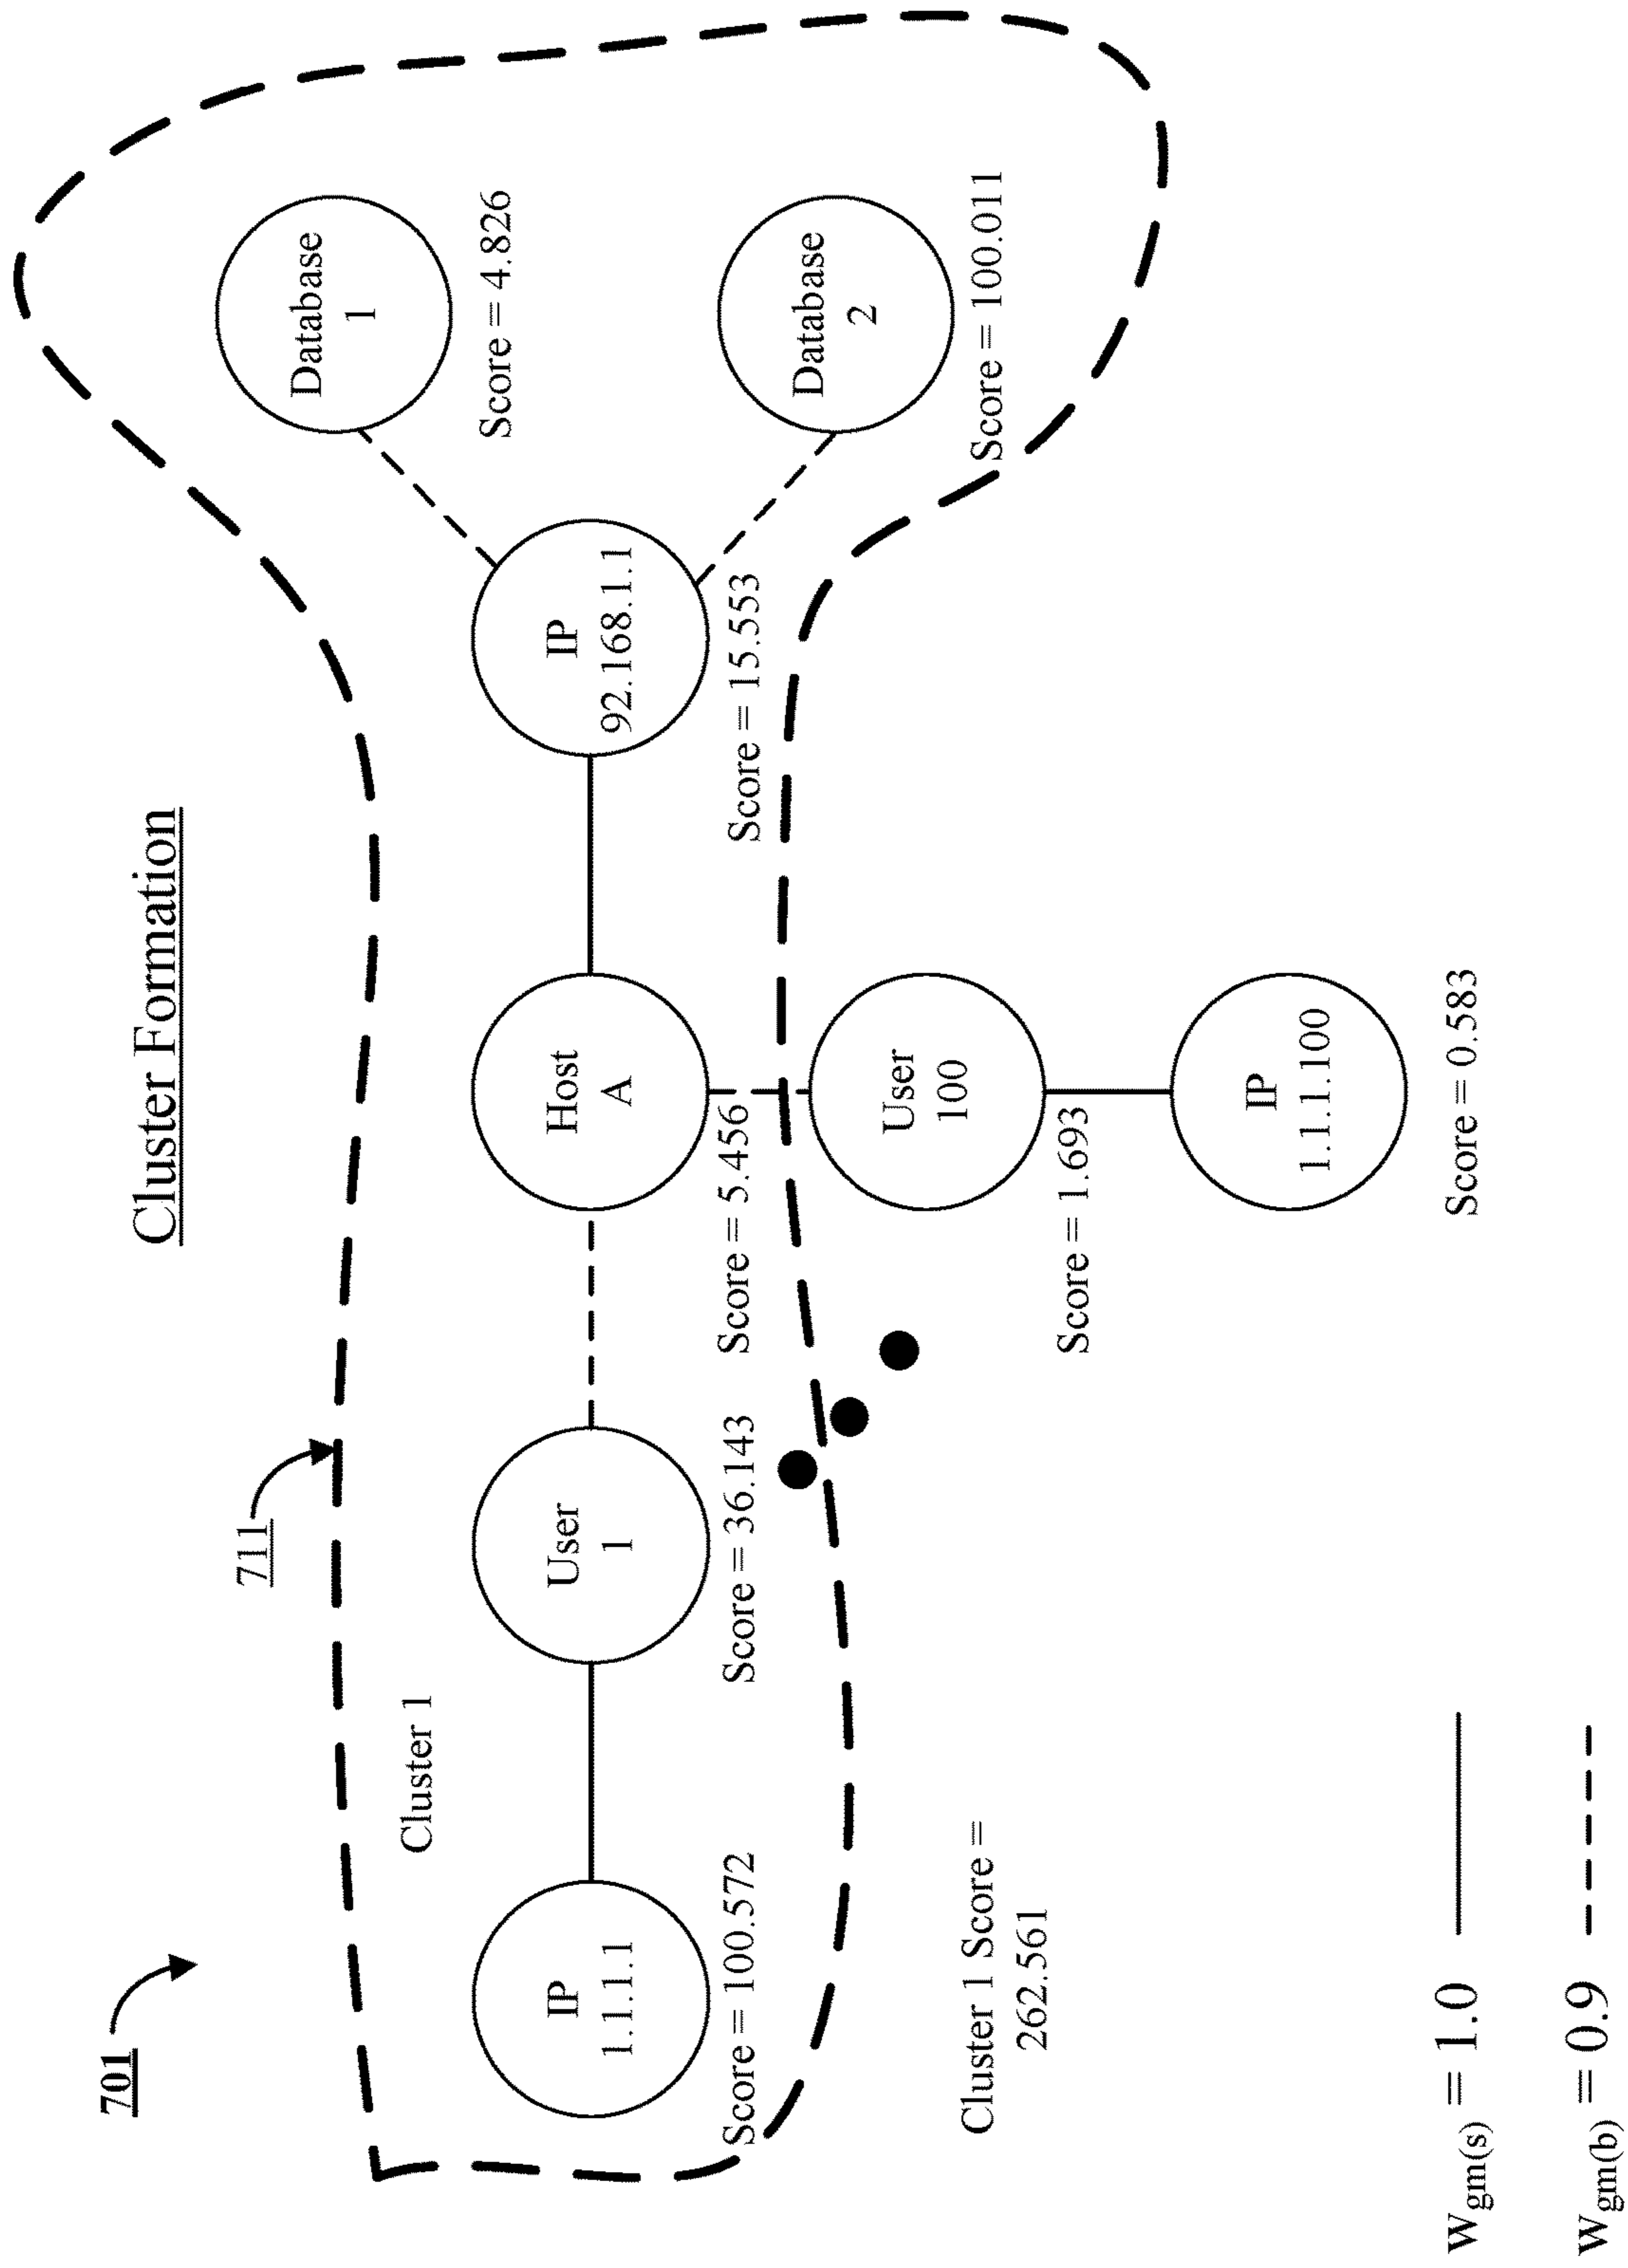 701
Cluster Formation
711
Cluster 1
IP
1.1.1.1
Score = 100.572
User
1
Score = 36.143
Host
A
Score = 5.456
IP
92.168.1.1
Score = 15.553
Database
1
Score = 4.826
Database
2
Score = 100.011
User
100
Score = 1.693
IP
1.1.1.100
Score = 0.583
Cluster 1 Score =
262.561
Wgm(s) = 1.0
Wgm(b) = 0.9